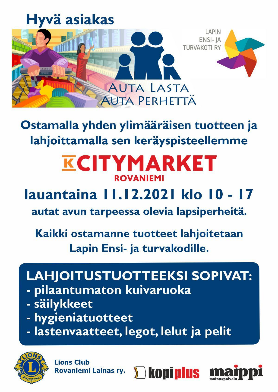 Hyvä asiakas
LAPIN
ENSI- JA
TURVAKOTI RY
AUTA LASTA
AUTA PERHETTÄ
Ostamalla yhden ylimääräisen tuotteen ja
lahjoittamalla sen keräyspisteellemme
K CITYMARKET
ROVANIEMI
lauantaina 11.12.2021 klo 10 - 17
autat avun tarpeessa olevia lapsiperheitä.
Kaikki ostamanne tuotteet lahjoitetaan
Lapin Ensi- ja turvakodille.
LAHJOITUSTUOTTEEKSI SOPIVAT:
- pilaantumaton kuivaruoka
- säilykkeet
- hygieniatuotteet
- lastenvaatteet, legot, lelut ja pelit
Lions Club
Rovaniemi Lainas ry.
kopiplus
maippi